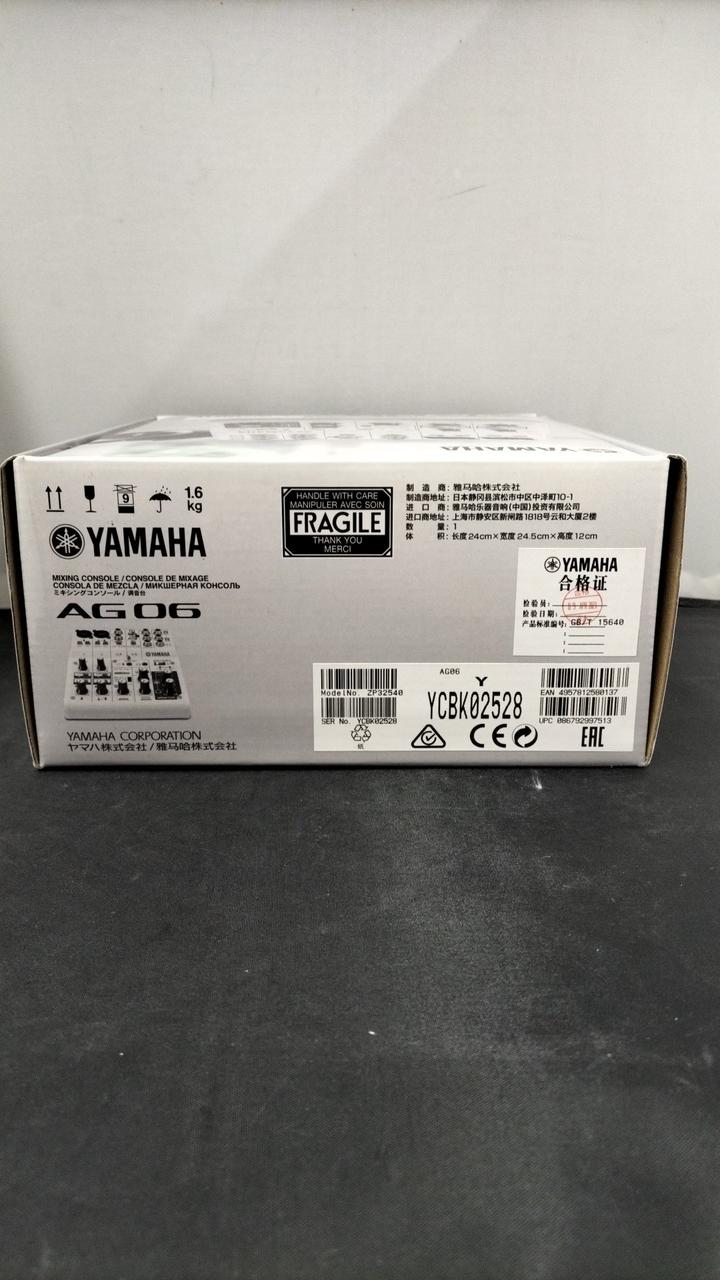 YAMAHA
9
1.6
kg
YAMAHA
MIXING CONSOLE / CONSOLE DE MIXAGE
CONSOLA DE MEZCLA / МИКШЕРНАЯ КОНСОЛЬ
ミキシングコンソール / 調音台
AG06
YAMAHA
YAMAHA CORPORATION
ヤマハ株式会社 / 雅马哈株式会社
HANDLE WITH CARE
MANIPULER AVEC SOIN
FRAGILE
THANK YOU
MERCI
制 造 商: 雅马哈株式会社
制造商地址: 日本静冈县滨松市中区中泽町10-1
进 口 商: 雅马哈乐器音响(中国)投资有限公司
进口商地址: 上海市静安区新闸路1818号云和大厦2楼
数 量: 1
体 积: 长度24cm×宽度24.5cm×高度12cm
YAMAHA
合格证
检验员:
检验日期:
产品标准编号: GB/T 15640
AG06
Y
YCBK02528
ModelNo. ZP32540
SER No. YCBK02528
纸
EAN 4957812580137
UPC 086792997513
CE
EAC